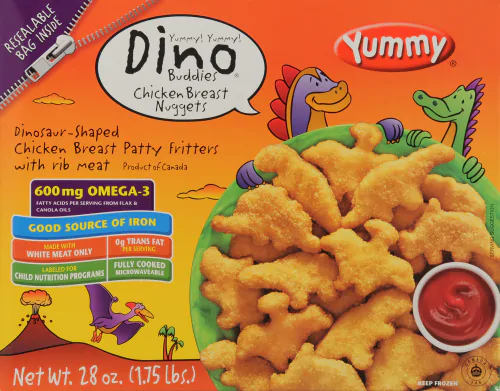 RESEALABLE
BAG INSIDE
Yummy! Yummy!
Dino
Buddies®
Chicken Breast
Nuggets
Yummy®
Dinosaur-Shaped
Chicken Breast Patty Fritters
with rib meat Product of Canada
600mg OMEGA-3
FATTY ACIDS PER SERVING FROM FLAX &
CANOLA OILS
GOOD SOURCE OF IRON
MADE WITH
WHITE MEAT ONLY
0g TRANS FAT
PER SERVING
LABELED FOR
CHILD NUTRITION PROGRAMS
FULLY COOKED
MICROWAVEABLE
Net Wt. 28 oz. (1.75 lbs.)
KEEP FROZEN
CANADA